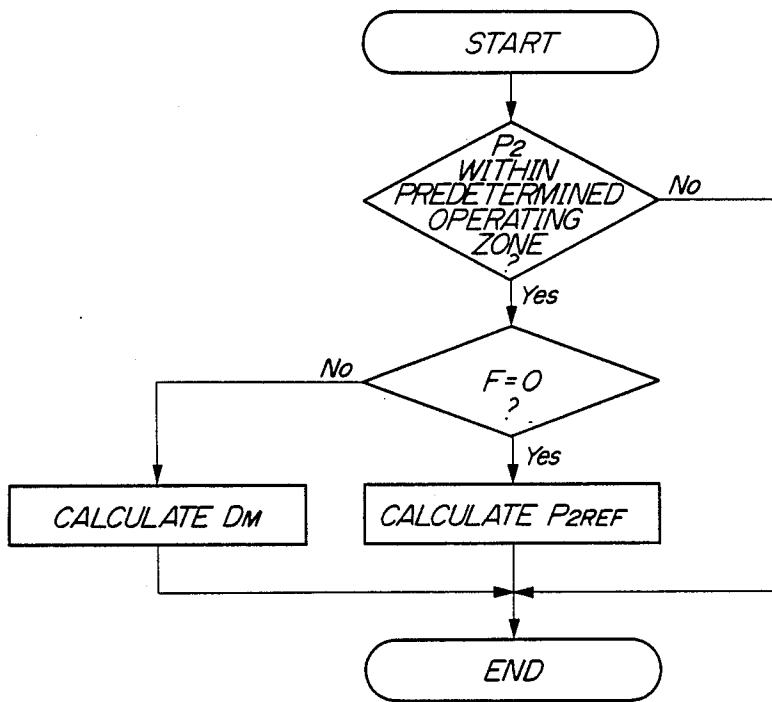 START
P2
WITHIN
PREDETERMINED
OPERATING
ZONE
?
No
Yes
No
F=0
?
Yes
CALCULATE DM
CALCULATE P2REF
END